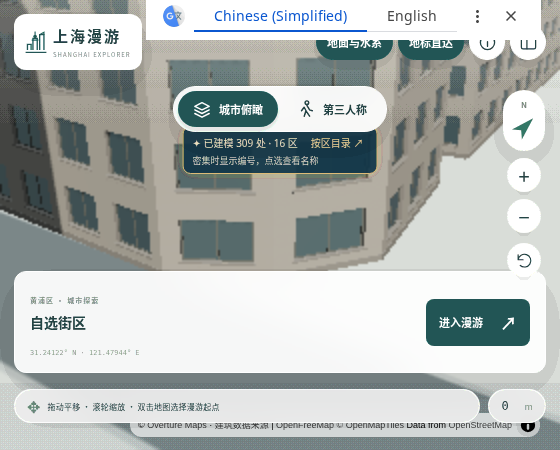 Chinese (Simplified) English
上海漫游
SHANGHAI EXPLORER
地面与水系 地标直达
城市俯瞰 第三人称
N
✦ 已建模 309 处 · 16 区 按区目录 ↗
密集时显示编号，点选查看名称
+
−
黄浦区 · 城市探索
自选街区
进入漫游 ↗
31.24122° N · 121.47944° E
拖动平移 · 滚轮缩放 · 双击地图选择漫游起点
0 m
© Overture Maps · 建筑数据来源 | OpenFreeMap © OpenMapTiles Data from OpenStreetMap